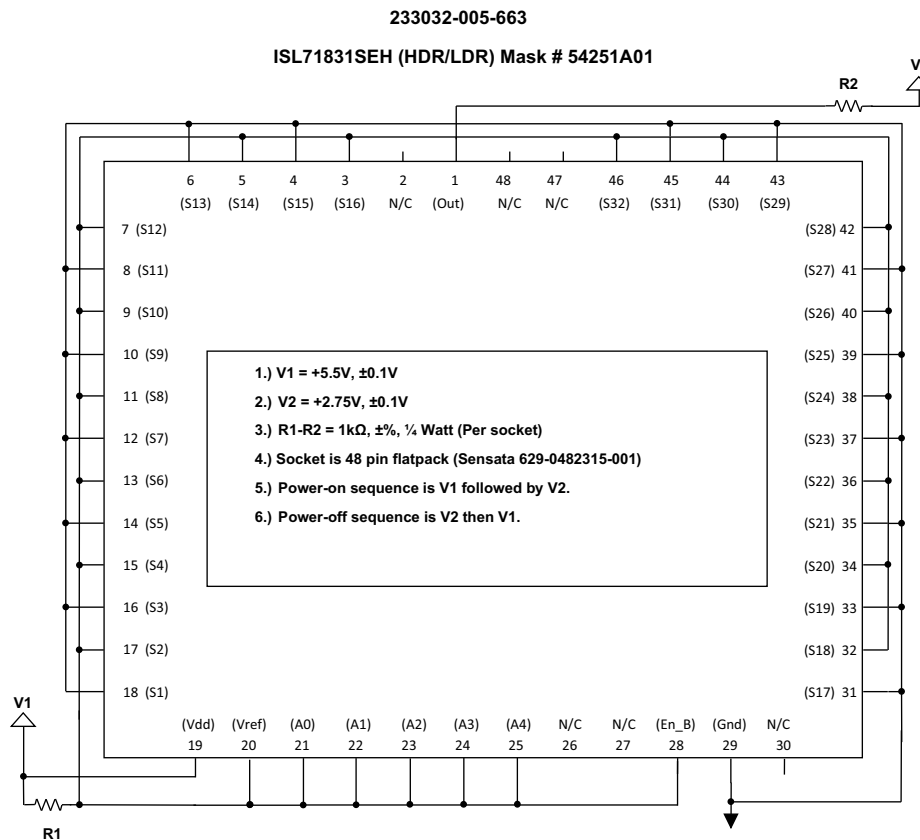 233032-005-663
ISL71831SEH (HDR/LDR) Mask # 54251A01
V
R2
6 5 4 3 2 1 48 47 46 45 44 43
(S13) (S14) (S15) (S16) N/C (Out) N/C N/C (S32) (S31) (S30) (S29)
7 (S12) (S28) 42
8 (S11) (S27) 41
9 (S10) (S26) 40
10 (S9) (S25) 39
11 (S8) (S24) 38
12 (S7) (S23) 37
13 (S6) (S22) 36
14 (S5) (S21) 35
15 (S4) (S20) 34
16 (S3) (S19) 33
17 (S2) (S18) 32
18 (S1) (S17) 31
1.) V1 = +5.5V, ±0.1V
2.) V2 = +2.75V, ±0.1V
3.) R1-R2 = 1kΩ, ±%, ¼ Watt (Per socket)
4.) Socket is 48 pin flatpack (Sensata 629-0482315-001)
5.) Power-on sequence is V1 followed by V2.
6.) Power-off sequence is V2 then V1.
V1
(Vdd) (Vref) (A0) (A1) (A2) (A3) (A4) N/C N/C (En_B) (Gnd) N/C
19 20 21 22 23 24 25 26 27 28 29 30
R1